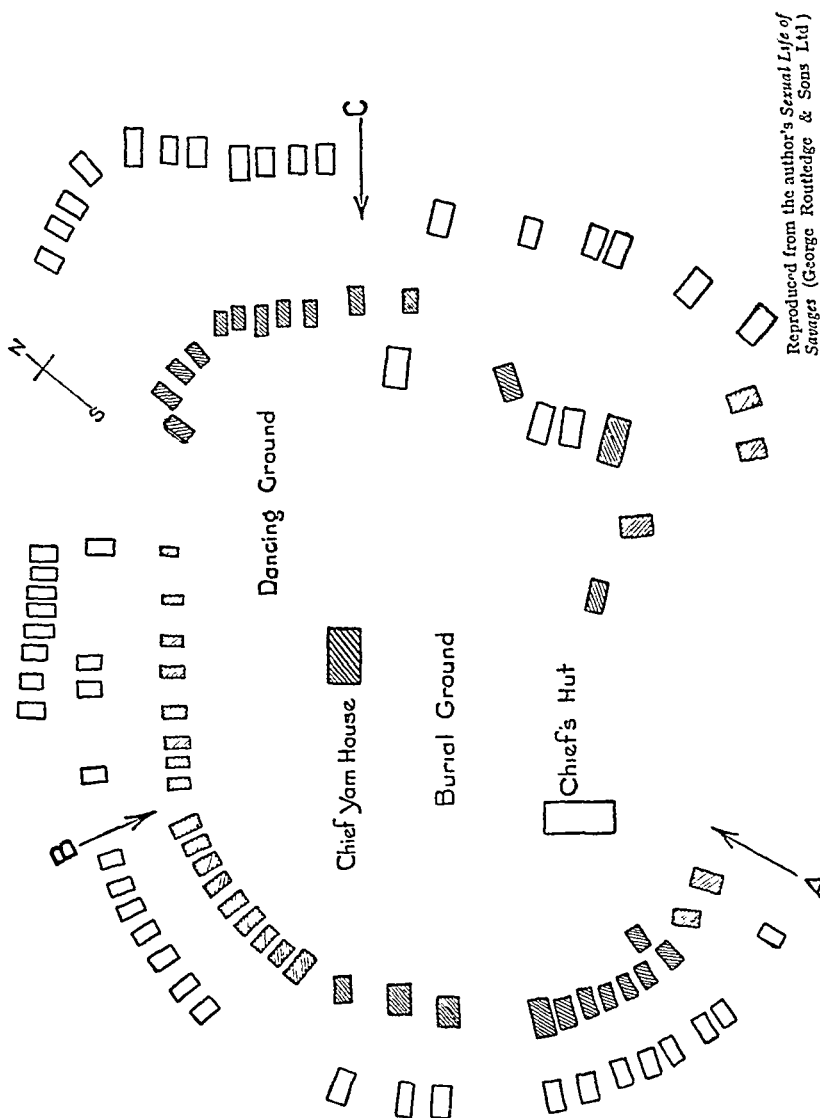 N
S
C
B
A
Dancing Ground
Chief Yam House
Burial Ground
Chief's Hut
Reproduced from the author's Sexual Life of
Savages (George Routledge & Sons Ltd)